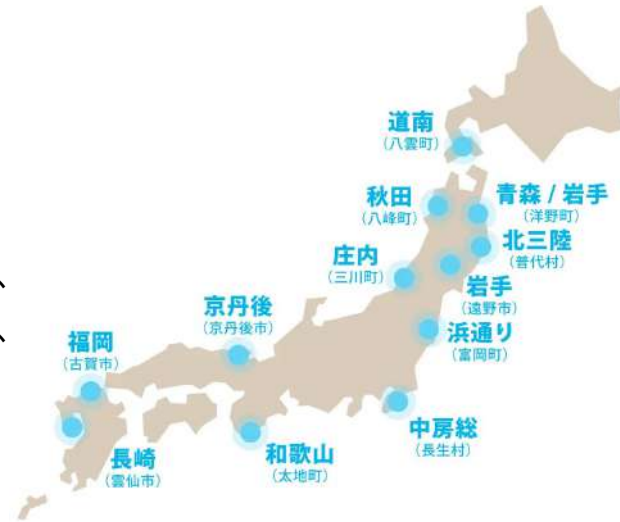 道南
(八雲町)
秋田
(八峰町)
青森 / 岩手
(洋野町)
北三陸
(普代村)
庄内
(三川町)
岩手
(遠野市)
京丹後
(京丹後市)
浜通り
(富岡町)
福岡
(古賀市)
中房総
(長生村)
長崎
(雲仙市)
和歌山
(太地町)
、
、